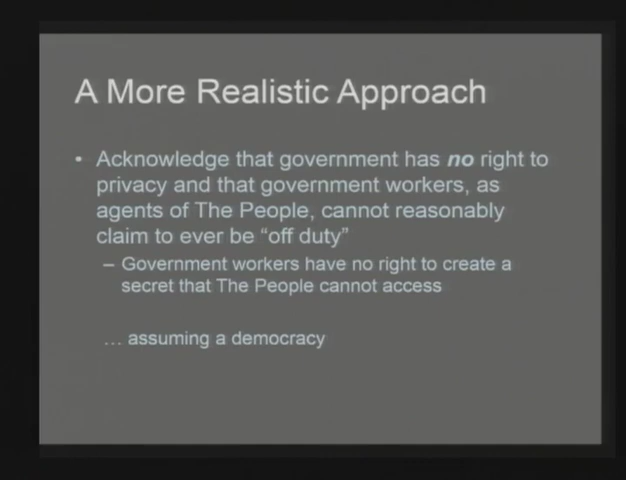 A More Realistic Approach
• Acknowledge that government has no right to
privacy and that government workers, as
agents of The People, cannot reasonably
claim to ever be “off duty”
– Government workers have no right to create a
secret that The People cannot access
… assuming a democracy